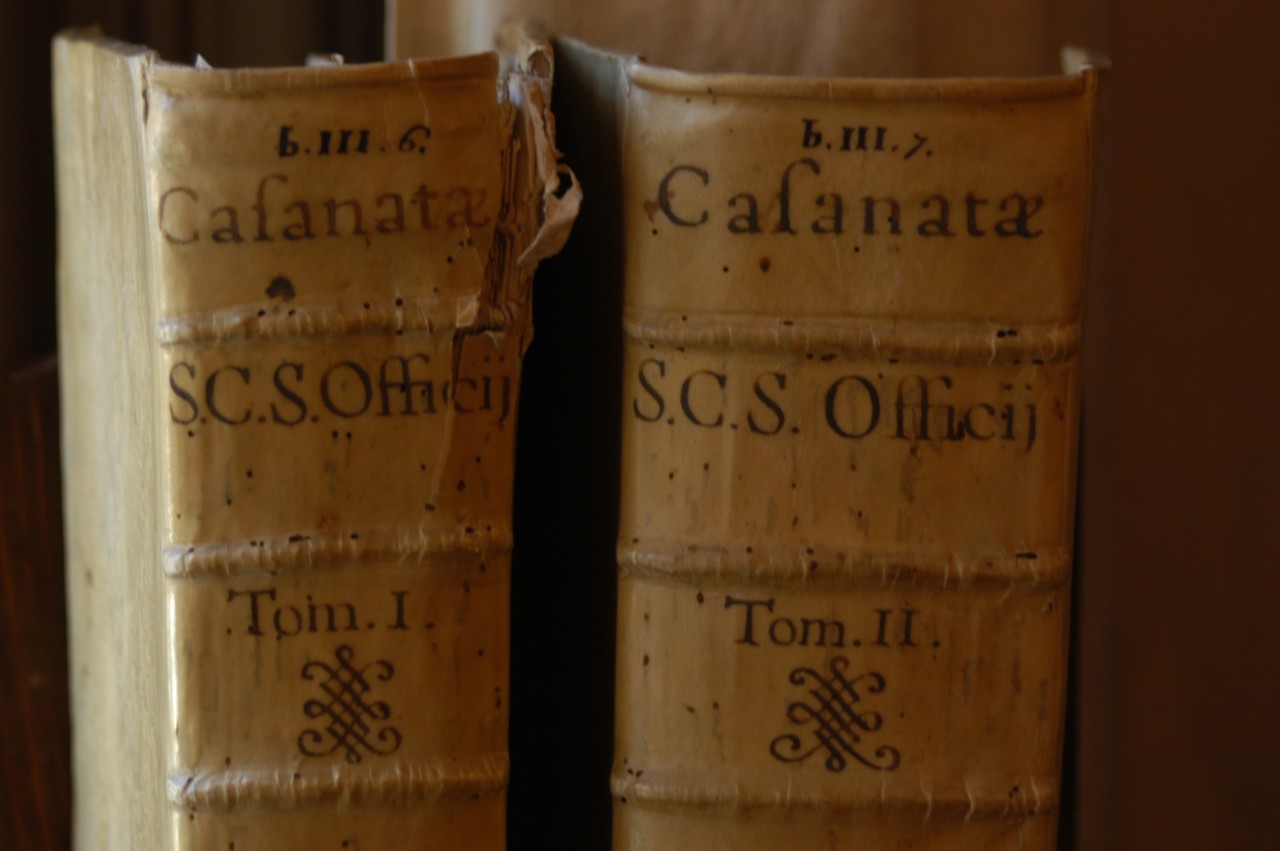 b.III.6.
Caſanatæ
S.C.S.Officij
Tom.I.
b.III.7.
Caſanatæ
S.C.S. Officij
Tom.II.